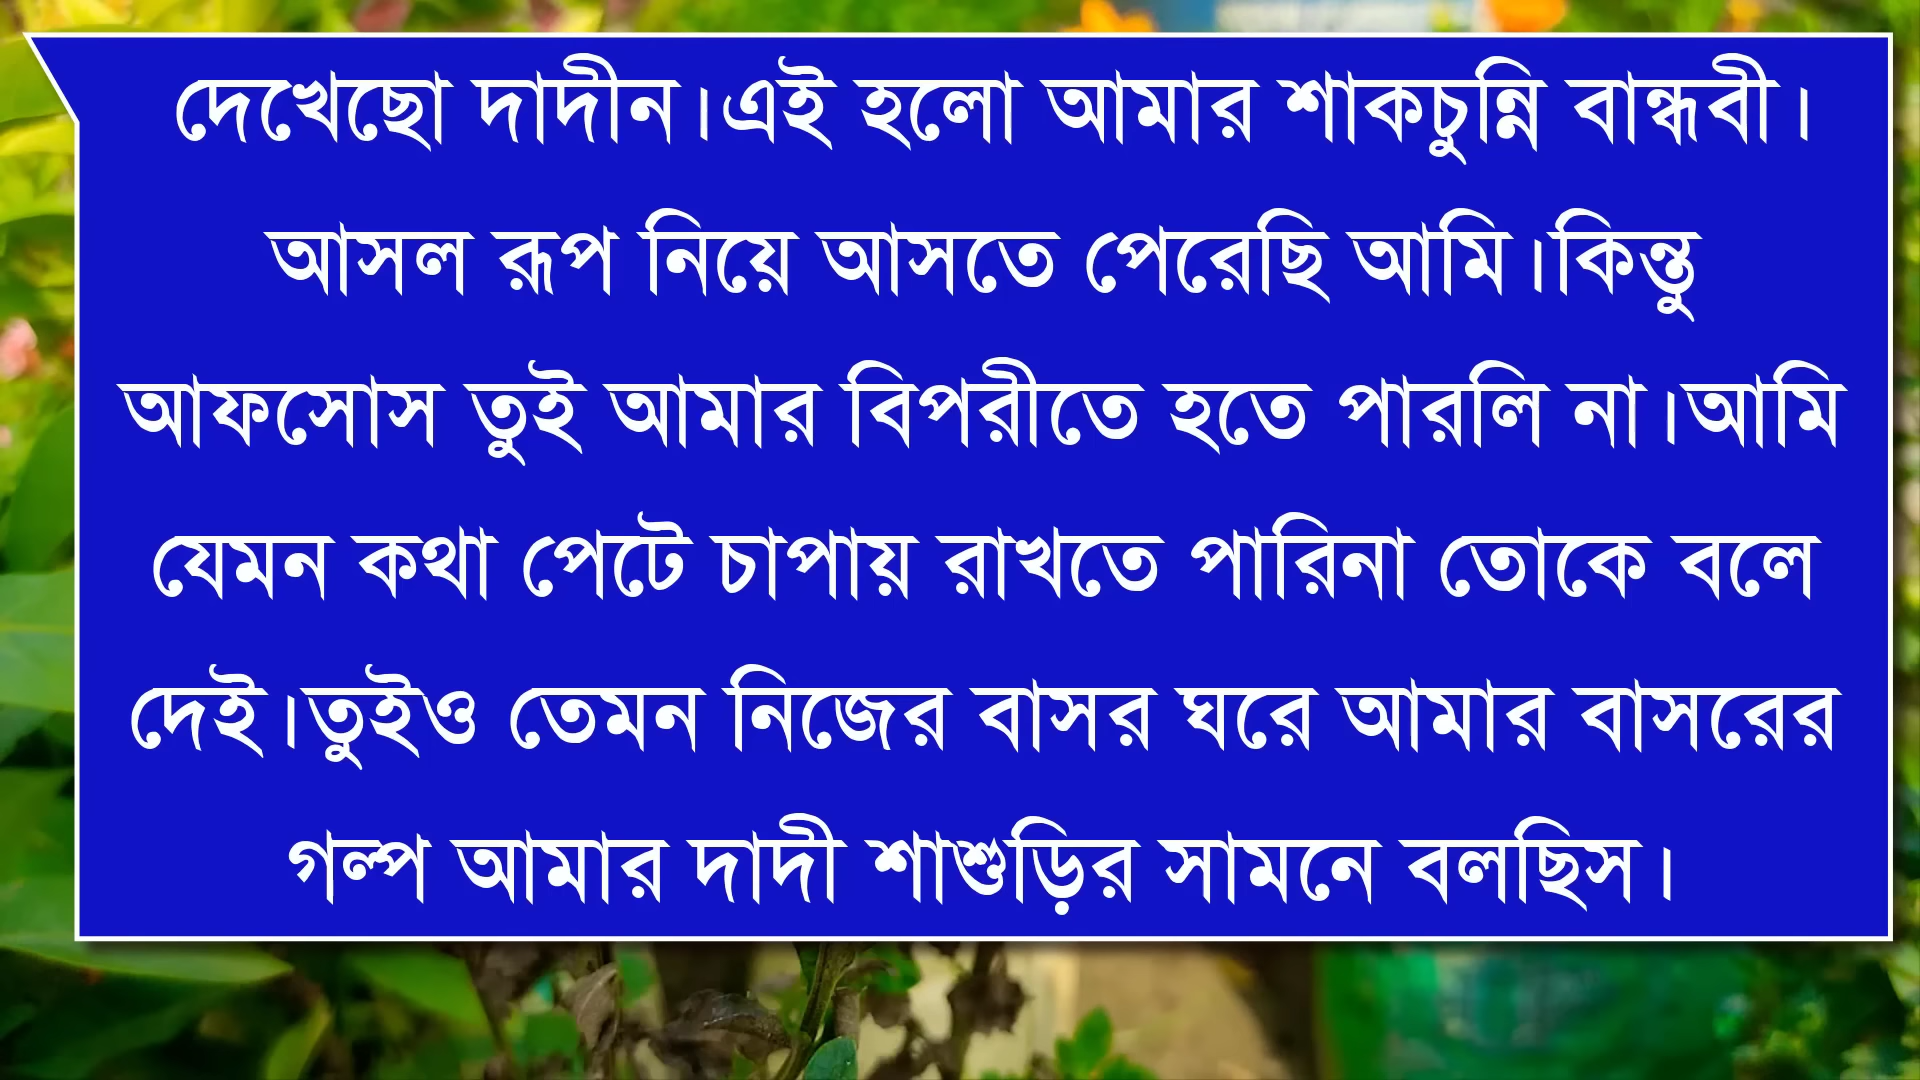 দেখেছো দাদীন।এই হলো আমার শাকচুন্নি বান্ধবী।
আসল রূপ নিয়ে আসতে পেরেছি আমি।কিন্তু
আফসোস তুই আমার বিপরীতে হতে পারলি না।আমি
যেমন কথা পেটে চাপায় রাখতে পারিনা তোকে বলে
দেই।তুইও তেমন নিজের বাসর ঘরে আমার বাসরের
গল্প আমার দাদী শাশুড়ির সামনে বলছিস।